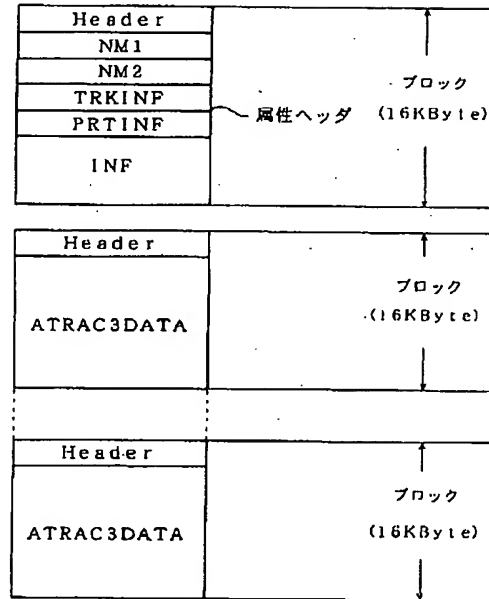 Header
NM1
NM2
TRKINF
PRTINF
INF
属性ヘッダ
ブロック
(16KByte)
Header
ATRAC3DATA
ブロック
(16KByte)
Header
ATRAC3DATA
ブロック
(16KByte)